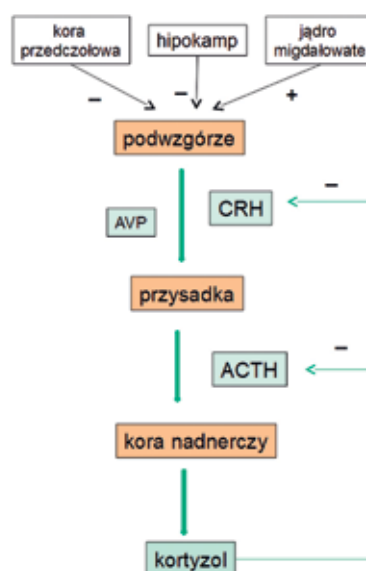 kora
przedczołowa
hipokamp
jądro
migdałowate
–
–
+
podwzgórze
–
CRH
AVP
przysadka
–
ACTH
kora nadnerczy
kortyzol